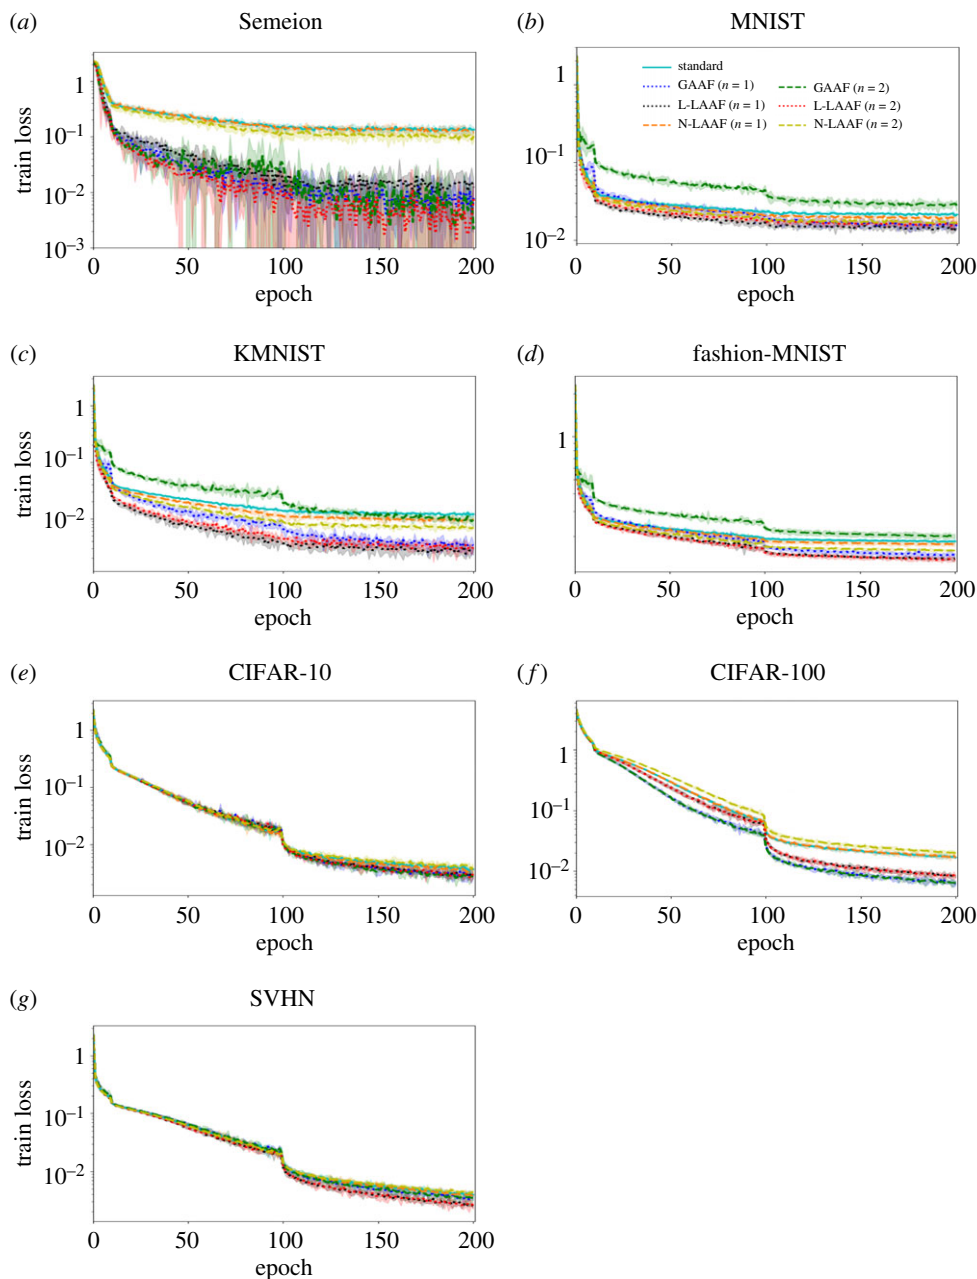 (a) Semeion
1
10−1
10−2
10−3
train loss
0 50 100 150 200
epoch
(b) MNIST
1
10−1
10−2
standard
GAAF (n = 1)
L-LAAF (n = 1)
N-LAAF (n = 1)
GAAF (n = 2)
L-LAAF (n = 2)
N-LAAF (n = 2)
0 50 100 150 200
epoch
(c) KMNIST
1
10−1
10−2
train loss
0 50 100 150 200
epoch
(d) fashion-MNIST
1
0 50 100 150 200
epoch
(e) CIFAR-10
1
10−1
10−2
train loss
0 50 100 150 200
epoch
(f) CIFAR-100
1
10−1
10−2
0 50 100 150 200
epoch
(g) SVHN
1
10−1
10−2
train loss
0 50 100 150 200
epoch